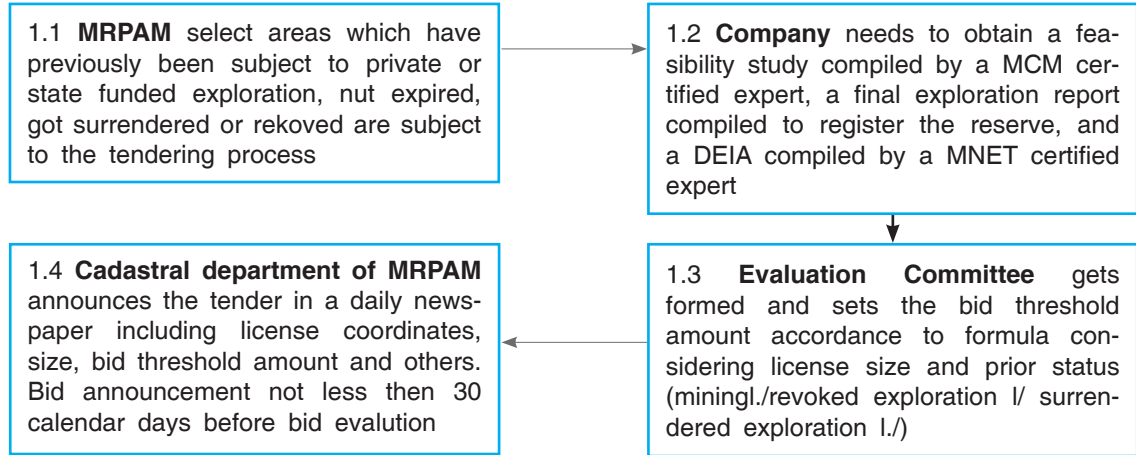 1.1 MRPAM select areas which have
previously been subject to private or
state funded exploration, nut expired,
got surrendered or rekoved are subject
to the tendering process
1.2 Company needs to obtain a fea-
sibility study compiled by a MCM cer-
tified expert, a final exploration report
compiled to register the reserve, and
a DEIA compiled by a MNET certified
expert
1.3 Evaluation Committee gets
formed and sets the bid threshold
amount accordance to formula con-
sidering license size and prior status
(miningl./revoked exploration l/ surren-
dered exploration l./)
1.4 Cadastral department of MRPAM
announces the tender in a daily news-
paper including license coordinates,
size, bid threshold amount and others.
Bid announcement not less then 30
calendar days before bid evalution